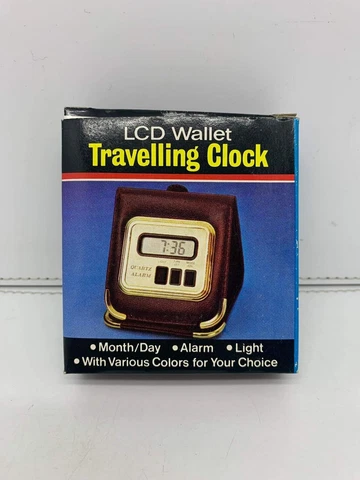 LCD Wallet
Travelling Clock
7:36
QUARTZ
ALARM
• Month/Day • Alarm • Light
• With Various Colors for Your Choice